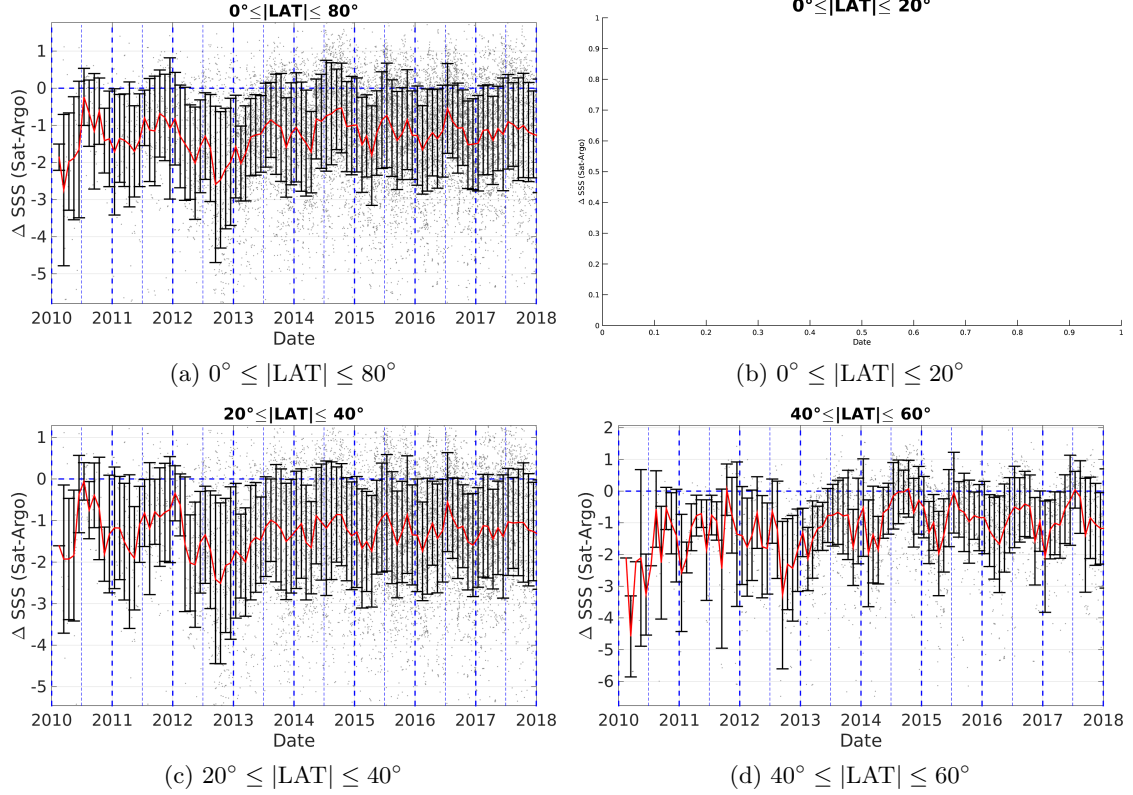 0°≤|LAT|≤ 80°
1
0
-1
-2
-3
-4
-5
Δ SSS (Sat-Argo)
2010 2011 2012 2013 2014 2015 2016 2017 2018
Date
(a) 0° ≤ |LAT| ≤ 80°
0°≤|LAT|≤ 20°
1
0.9
0.8
0.7
0.6
0.5
0.4
0.3
0.2
0.1
0
Δ SSS (Sat-Argo)
0 0.1 0.2 0.3 0.4 0.5 0.6 0.7 0.8 0.9 1
Date
(b) 0° ≤ |LAT| ≤ 20°
20°≤|LAT|≤ 40°
1
0
-1
-2
-3
-4
-5
Δ SSS (Sat-Argo)
2010 2011 2012 2013 2014 2015 2016 2017 2018
Date
(c) 20° ≤ |LAT| ≤ 40°
40°≤|LAT|≤ 60°
2
1
0
-1
-2
-3
-4
-5
-6
Δ SSS (Sat-Argo)
2010 2011 2012 2013 2014 2015 2016 2017 2018
Date
(d) 40° ≤ |LAT| ≤ 60°